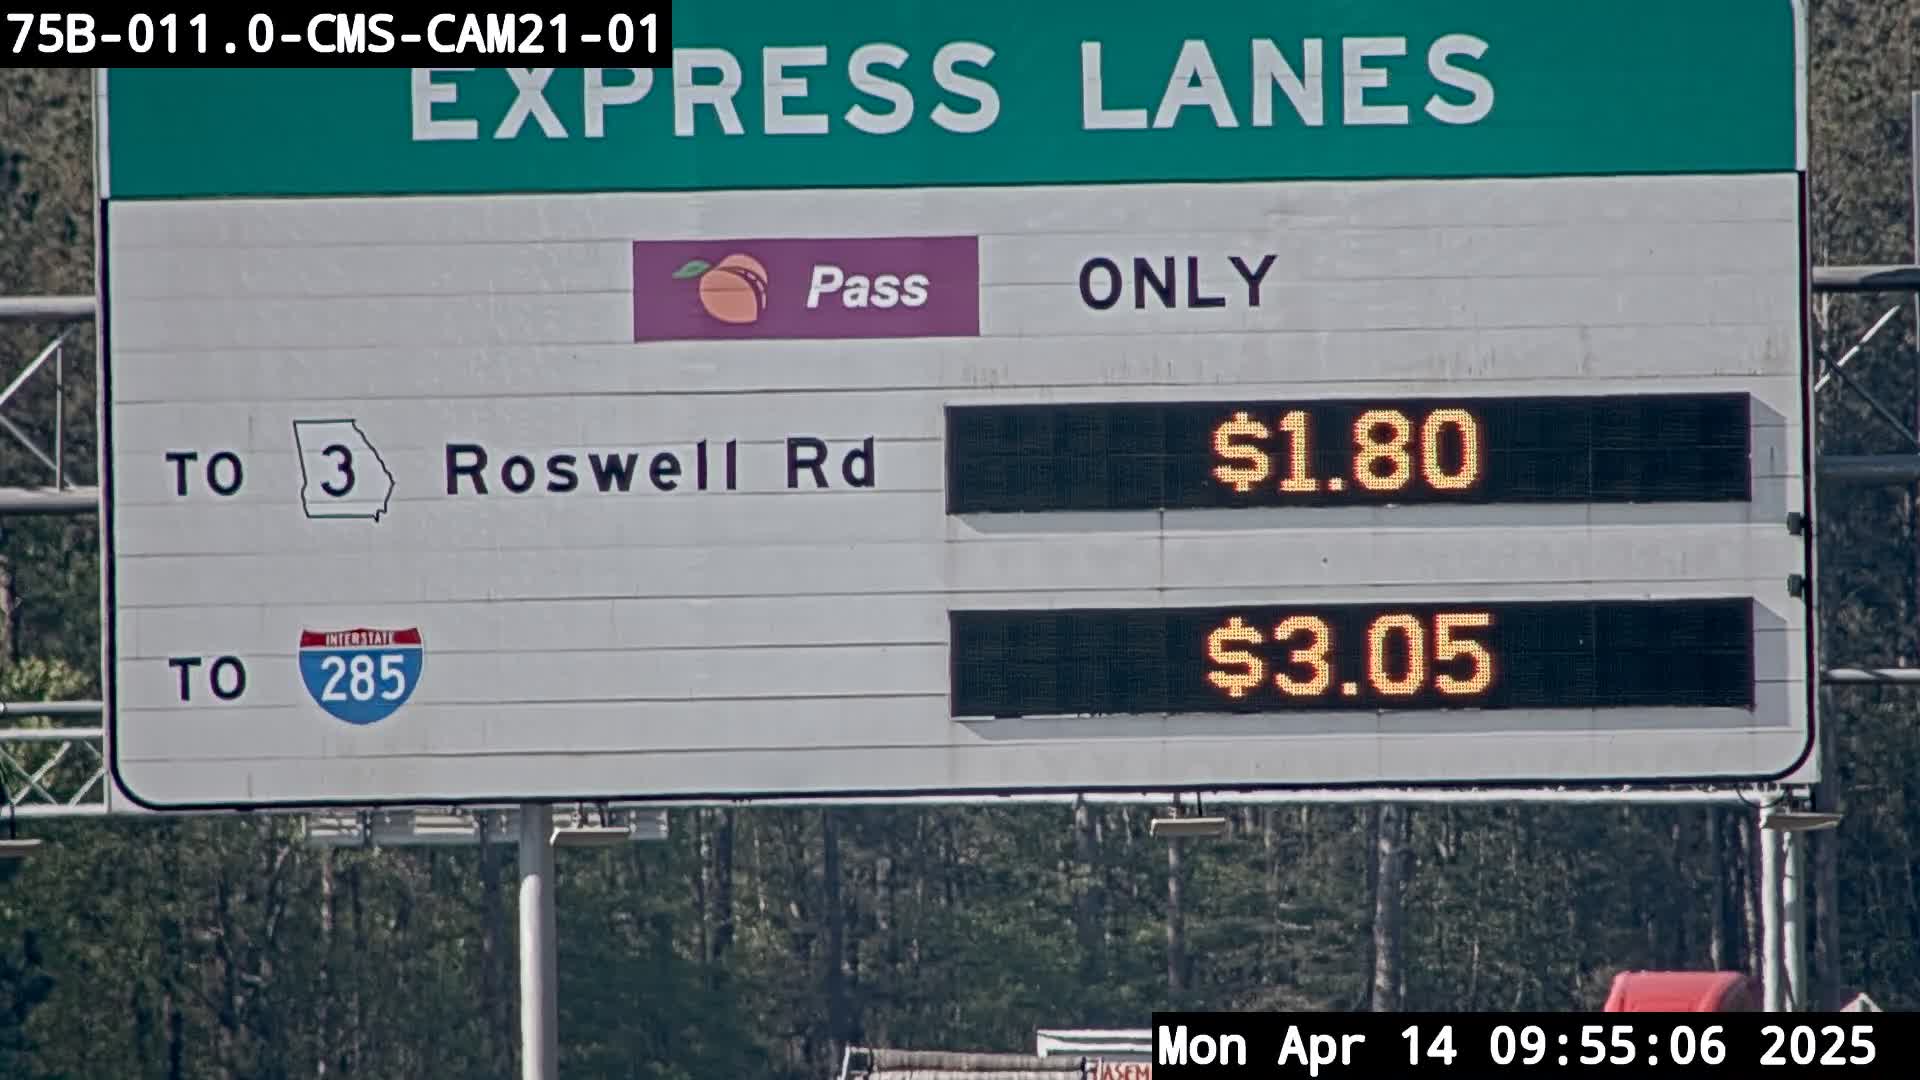 75B-011.0-CMS-CAM21-01
EXPRESS LANES
Pass ONLY
TO 3 Roswell Rd $1.80
TO INTERSTATE 285 $3.05
Mon Apr 14 09:55:06 2025